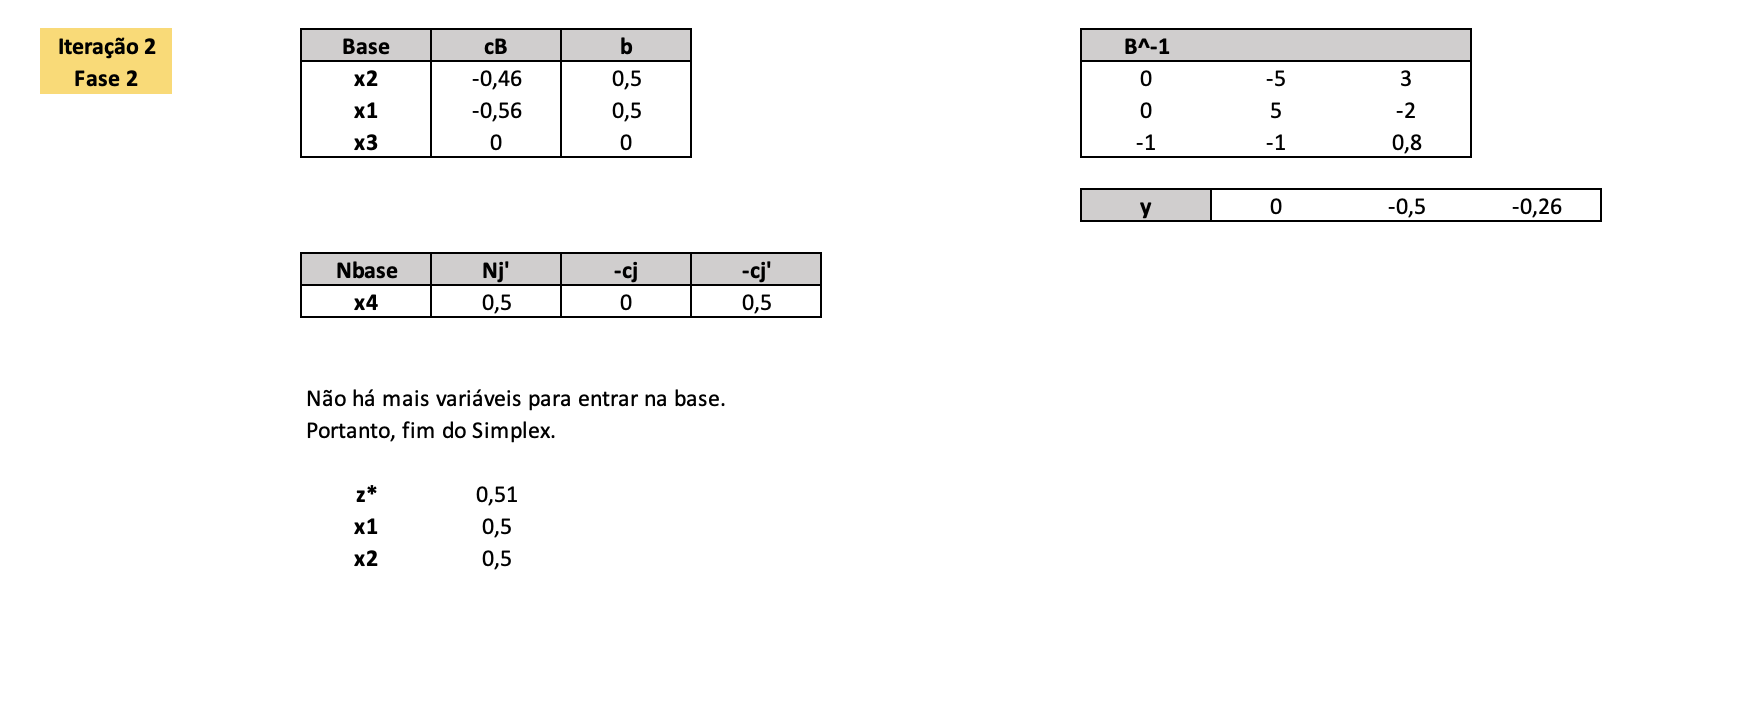 Iteração 2
Fase 2
Base cB b
x2 -0,46 0,5
x1 -0,56 0,5
x3 0 0
B^-1
0 -5 3
0 5 -2
-1 -1 0,8
y 0 -0,5 -0,26
Nbase Nj' -cj -cj'
x4 0,5 0 0,5
Não há mais variáveis para entrar na base.
Portanto, fim do Simplex.
z* 0,51
x1 0,5
x2 0,5